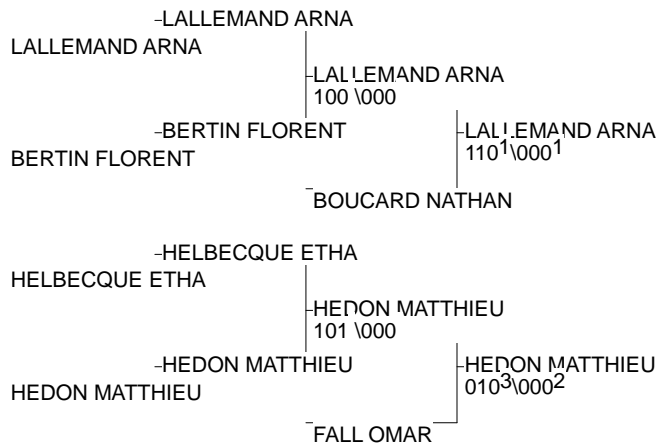 LALLEMAND ARNA
LALLEMAND ARNA
LALLEMAND ARNA
100 \000
BERTIN FLORENT
BERTIN FLORENT
LALLEMAND ARNA
110¹\000¹
BOUCARD NATHAN
HELBECQUE ETHA
HELBECQUE ETHA
HEDON MATTHIEU
101 \000
HEDON MATTHIEU
HEDON MATTHIEU
HEDON MATTHIEU
010³\000²
FALL OMAR